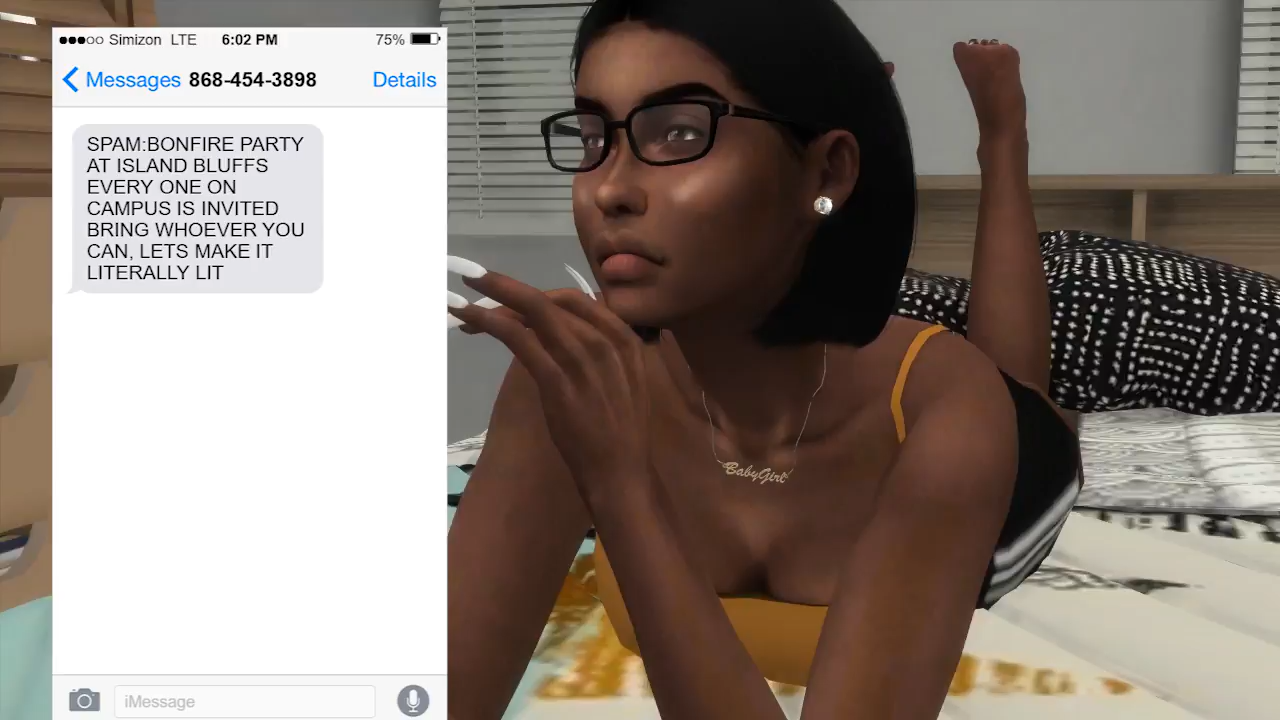 ●●●○○ Simizon LTE 6:02 PM 75%
Messages 868-454-3898 Details
SPAM:BONFIRE PARTY
AT ISLAND BLUFFS
EVERY ONE ON
CAMPUS IS INVITED
BRING WHOEVER YOU
CAN, LETS MAKE IT
LITERALLY LIT
BabyGirl
iMessage